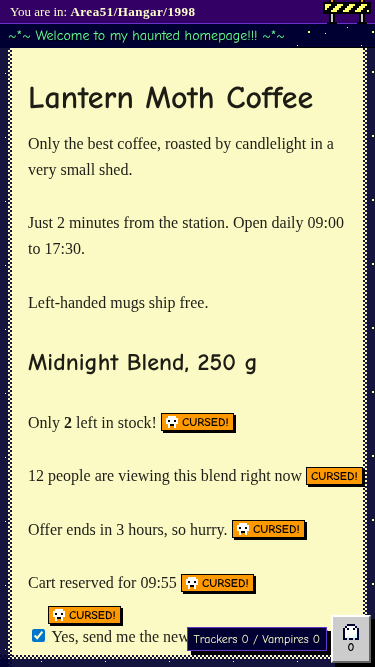 You are in: Area51/Hangar/1998
~*~ Welcome to my haunted homepage!!! ~*~
Lantern Moth Coffee
Only the best coffee, roasted by candlelight in a
very small shed.
Just 2 minutes from the station. Open daily 09:00
to 17:30.
Left-handed mugs ship free.
Midnight Blend, 250 g
Only 2 left in stock! CURSED!
12 people are viewing this blend right now CURSED!
Offer ends in 3 hours, so hurry. CURSED!
Cart reserved for 09:55 CURSED!
CURSED!
Yes, send me the new
Trackers 0 / Vampires 0
0